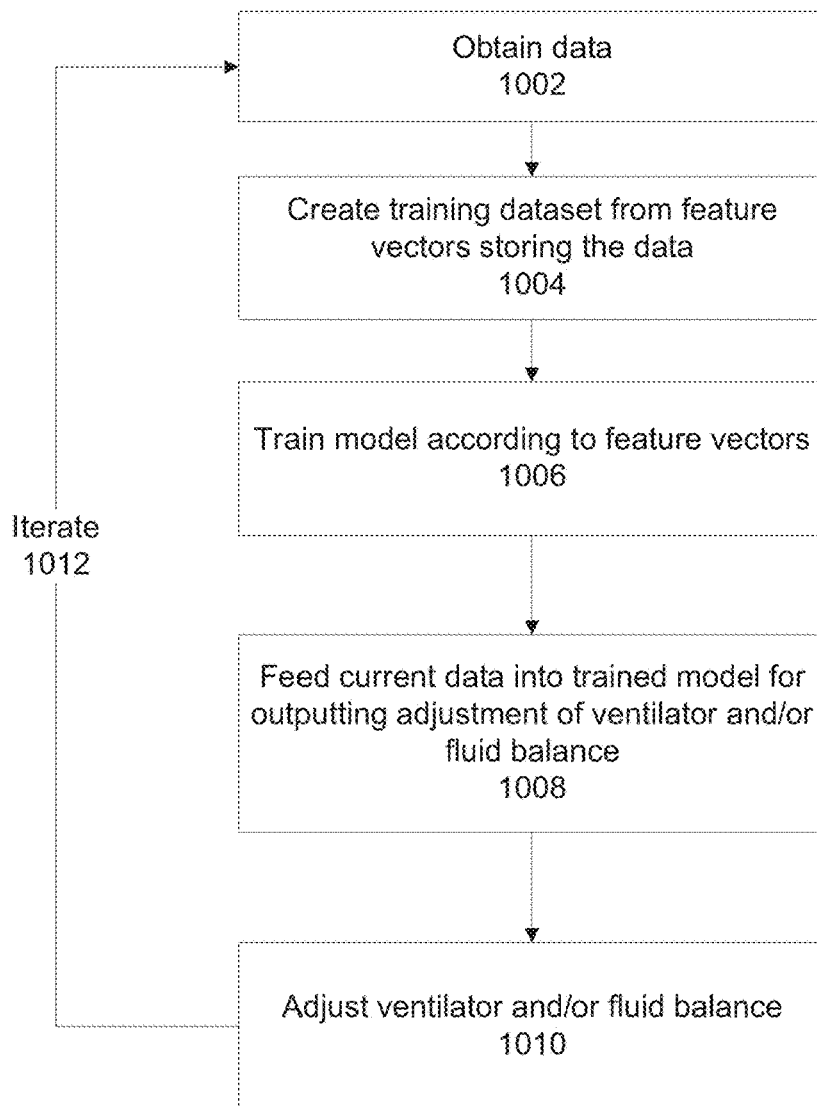 Obtain data
1002
Create training dataset from feature
vectors storing the data
1004
Train model according to feature vectors
1006
Iterate
1012
Feed current data into trained model for
outputting adjustment of ventilator and/or
fluid balance
1008
Adjust ventilator and/or fluid balance
1010